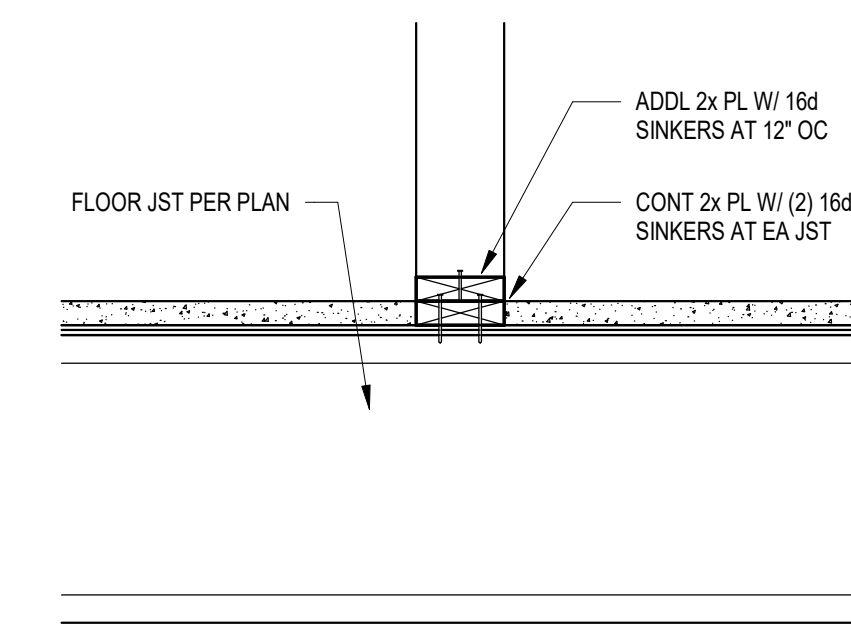 ADDL 2x PL W/ 16d
SINKERS AT 12" OC
FLOOR JST PER PLAN
CONT 2x PL W/ (2) 16d
SINKERS AT EA JST